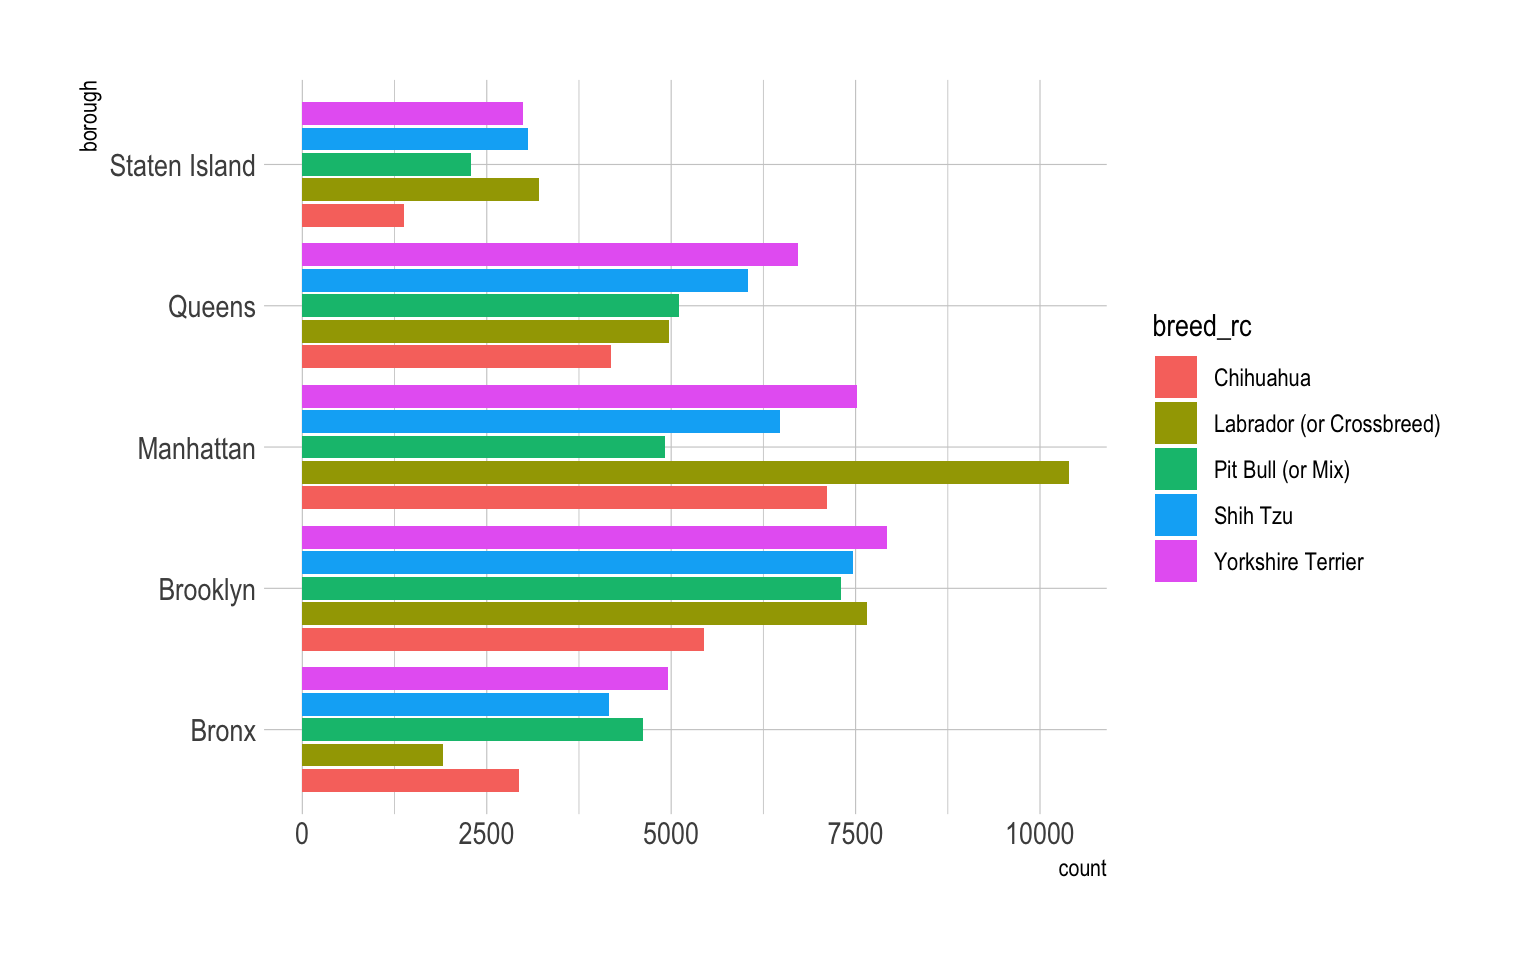 borough
Staten Island
Queens
Manhattan
Brooklyn
Bronx
0 2500 5000 7500 10000
count
breed_rc
Chihuahua
Labrador (or Crossbreed)
Pit Bull (or Mix)
Shih Tzu
Yorkshire Terrier